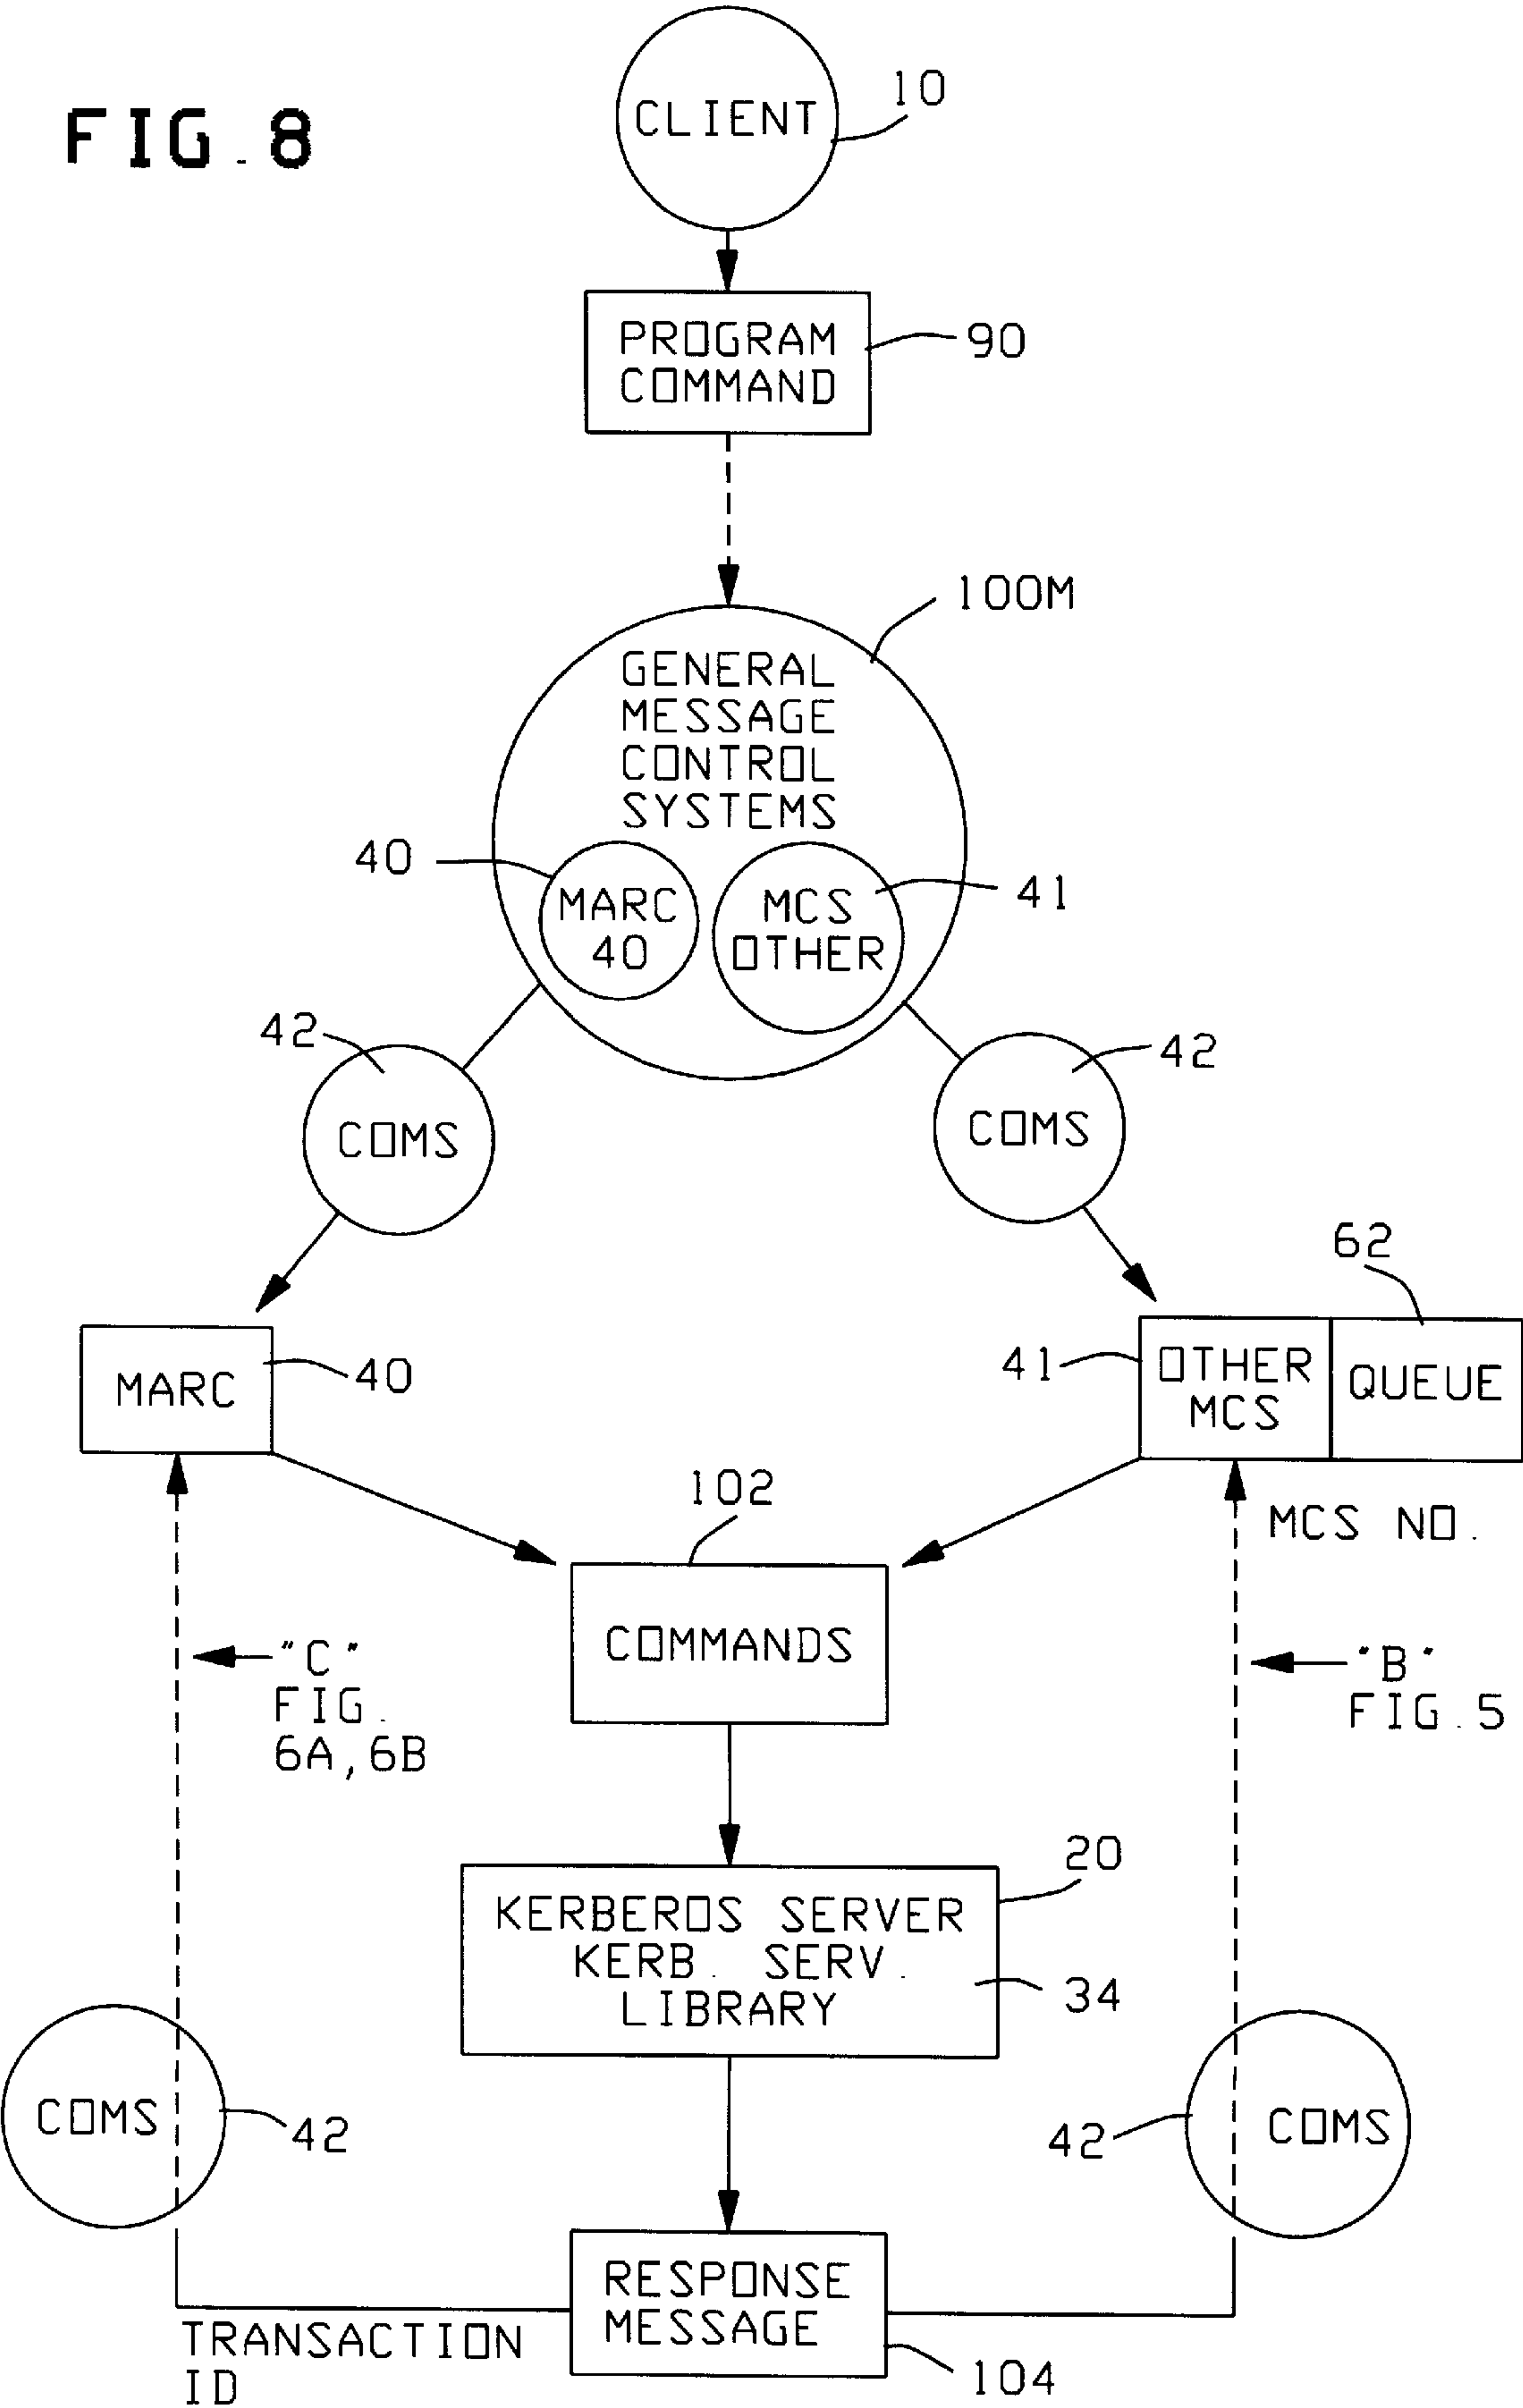 FIG.8
CLIENT
10
PROGRAM
COMMAND
90
100M
GENERAL
MESSAGE
CONTROL
SYSTEMS
40
MARC
40
MCS
OTHER
41
42
COMS
42
COMS
62
MARC
40
41
OTHER
MCS
QUEUE
102
MCS NO.
COMMANDS
"C"
FIG.
6A,6B
"B"
FIG.5
20
KERBEROS SERVER
KERB. SERV.
LIBRARY
34
COMS
42
42
COMS
RESPONSE
MESSAGE
TRANSACTION
ID
104